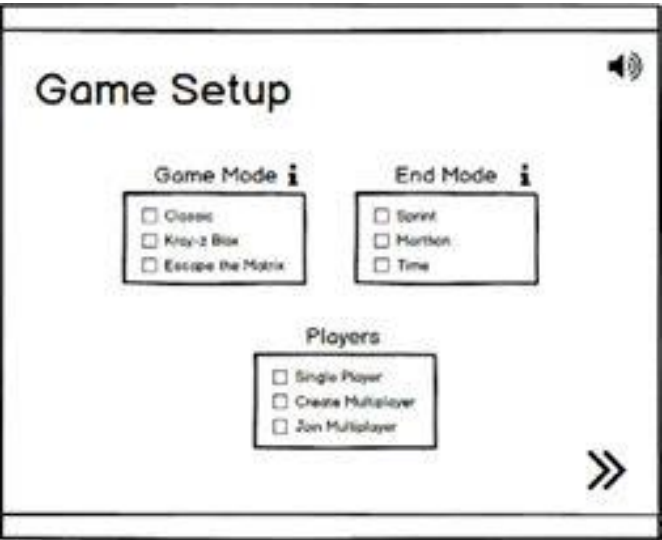 Game Setup
Game Mode i
Classic
Kray-z Blox
Escape the Matrix
End Mode i
Sprint
Marthon
Time
Players
Single Player
Create Multiplayer
Join Multiplayer